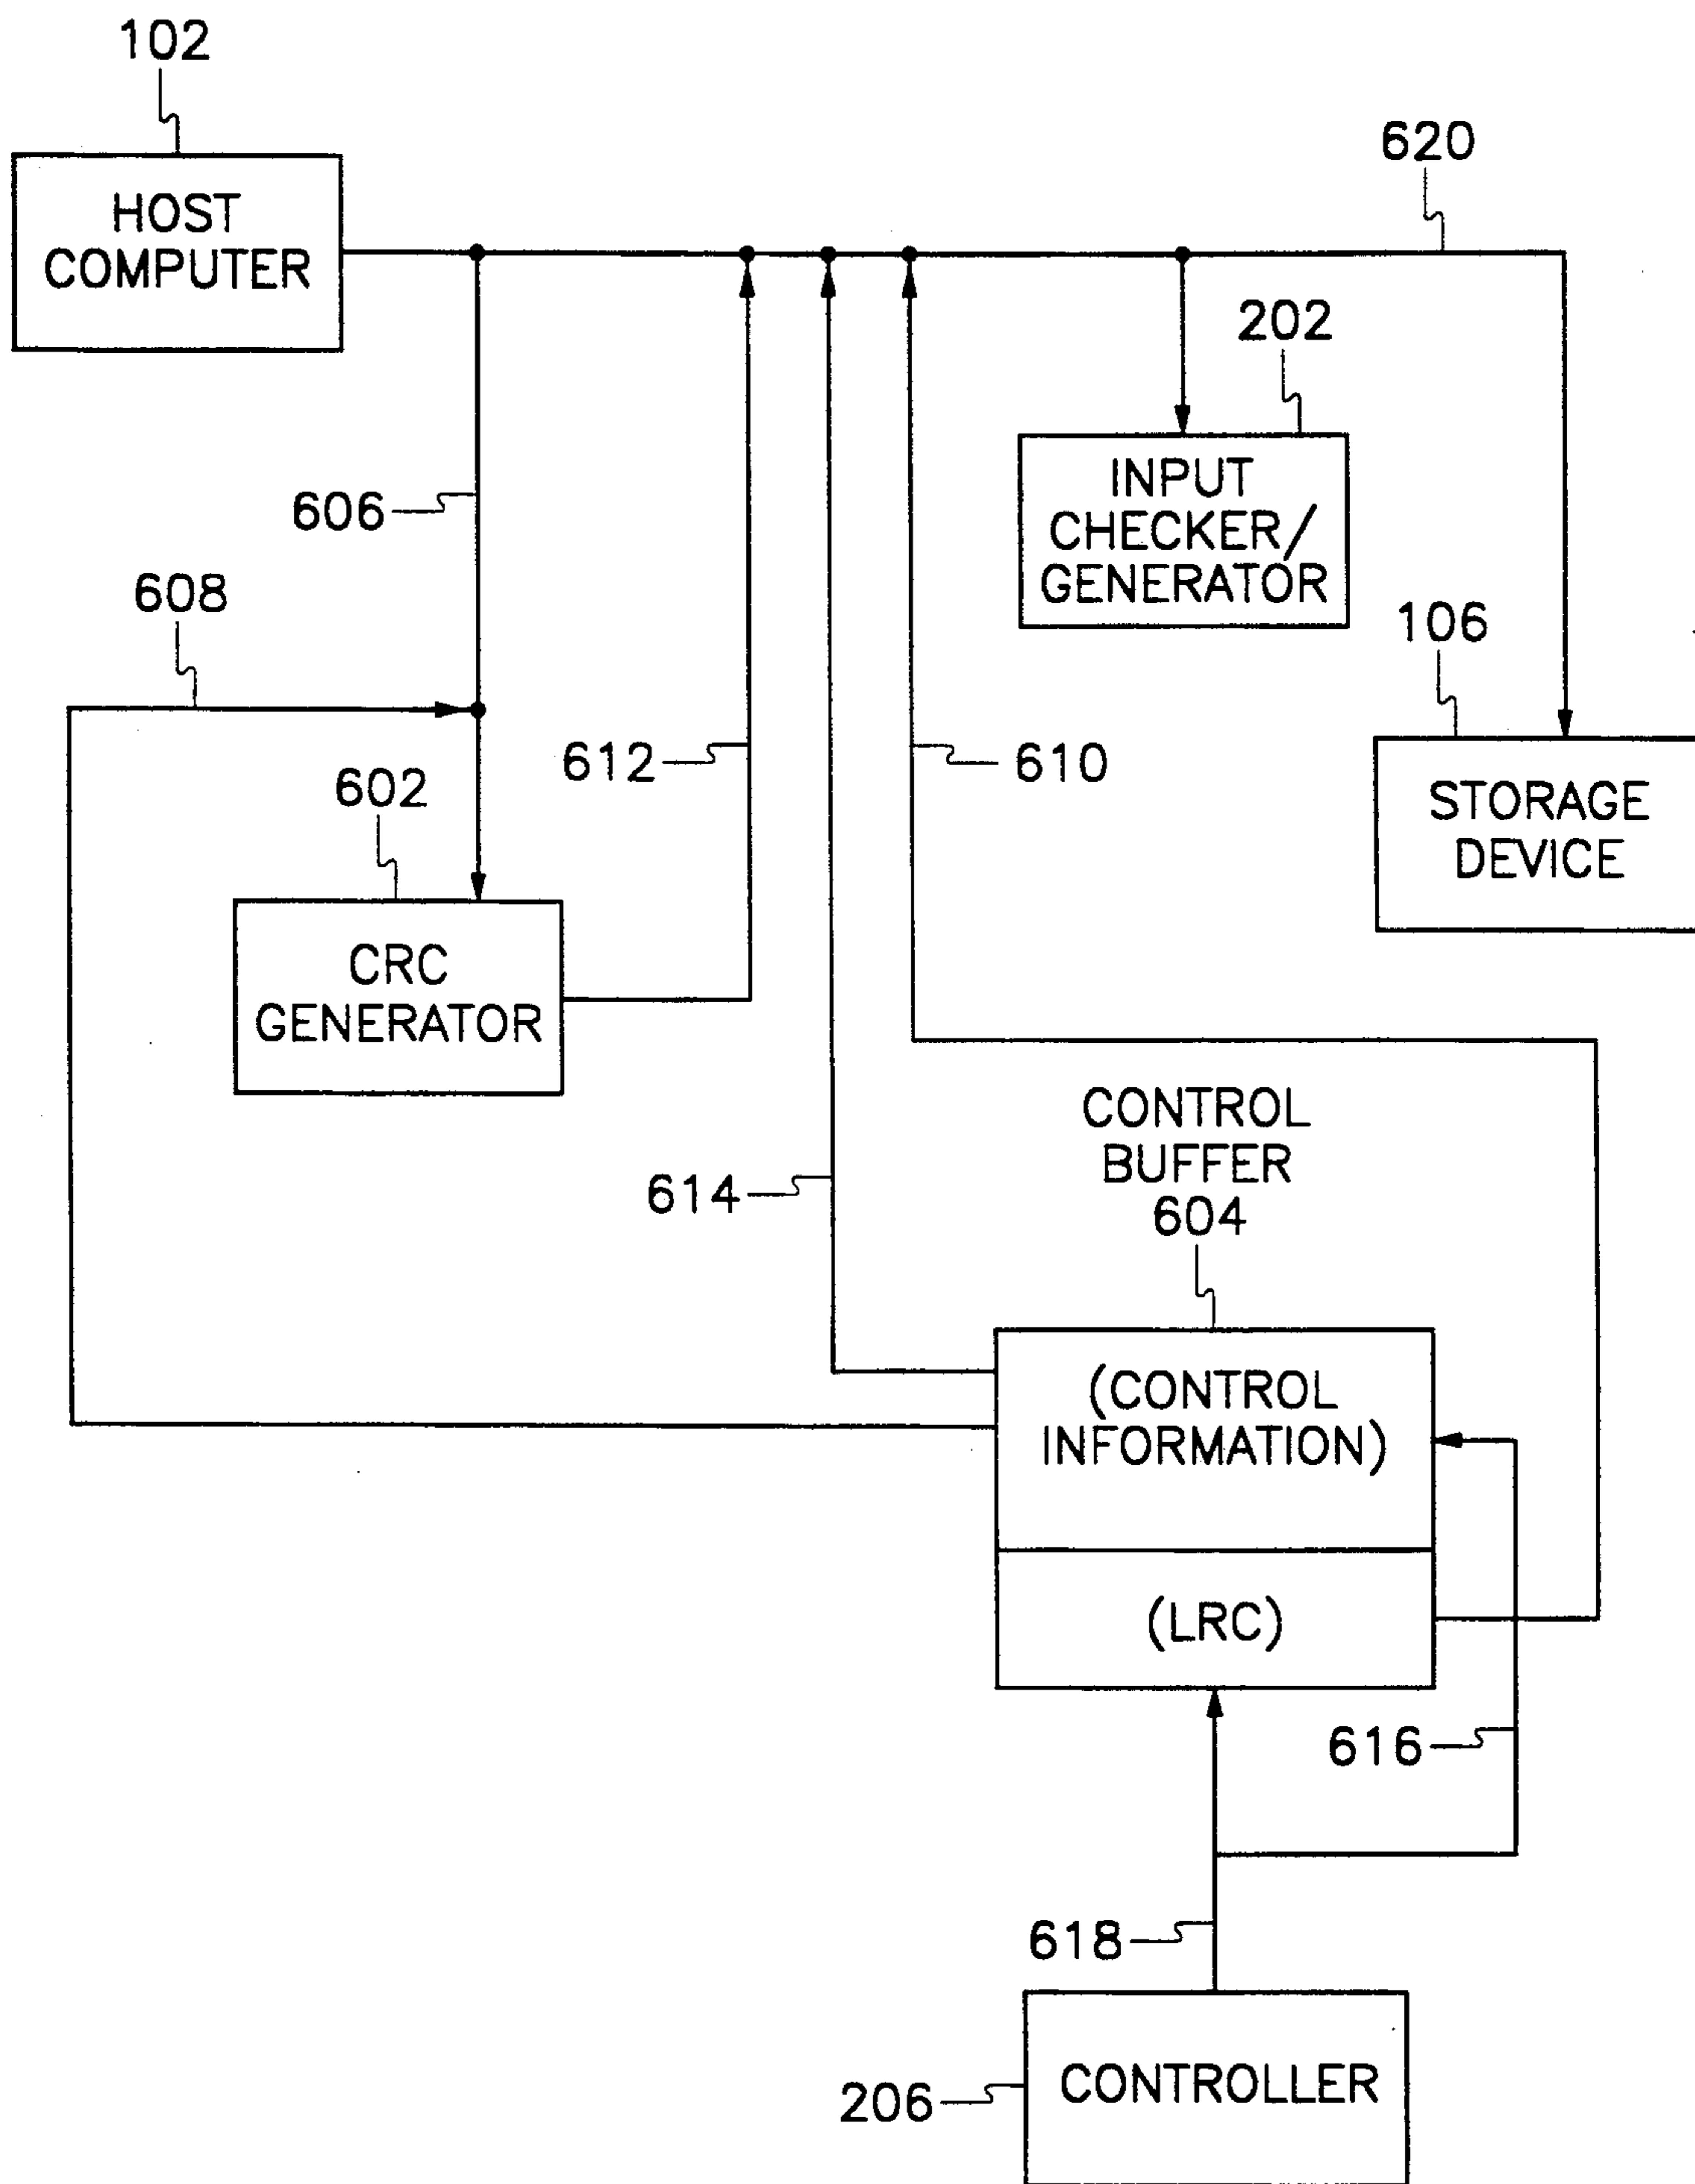 102
HOST
COMPUTER
620
202
INPUT
CHECKER/
GENERATOR
606
608
106
STORAGE
DEVICE
612
610
602
CRC
GENERATOR
CONTROL
BUFFER
604
614
(CONTROL
INFORMATION)
(LRC)
616
618
206
CONTROLLER